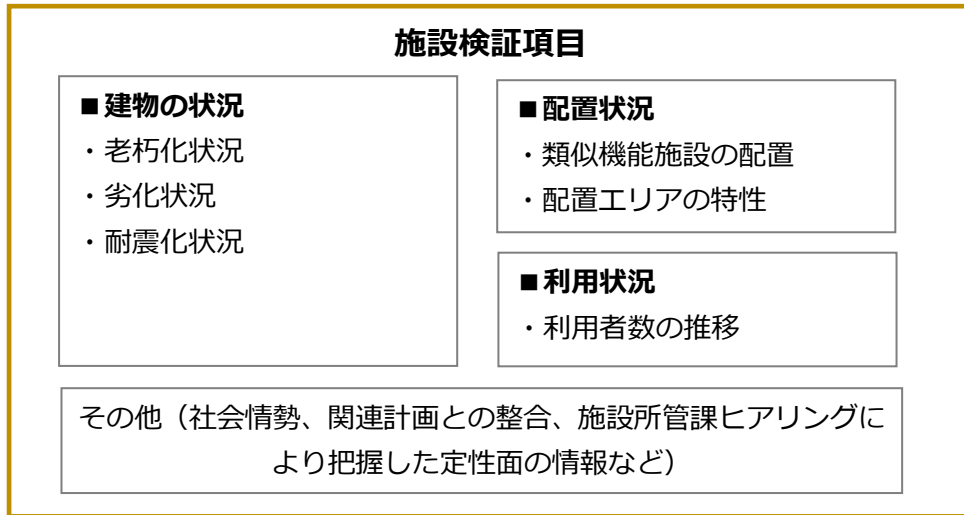 施設検証項目
■建物の状況
・老朽化状況
・劣化状況
・耐震化状況
■配置状況
・類似機能施設の配置
・配置エリアの特性
■利用状況
・利用者数の推移
その他（社会情勢、関連計画との整合、施設所管課ヒアリングに
より把握した定性面の情報など）